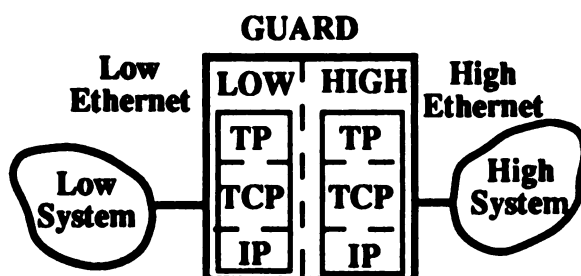 GUARD
Low
Ethernet
LOW
HIGH
High
Ethernet
TP
TP
Low
System
TCP
TCP
High
System
IP
IP